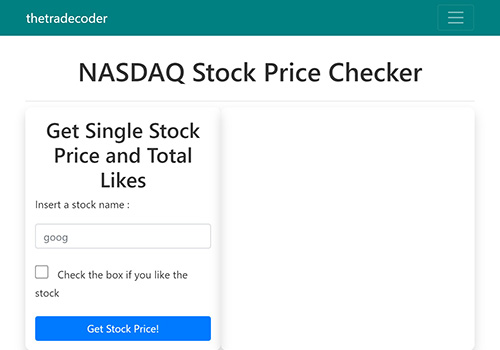 thetradecoder
NASDAQ Stock Price Checker
Get Single Stock
Price and Total
Likes
Insert a stock name :
goog
Check the box if you like the
stock
Get Stock Price!